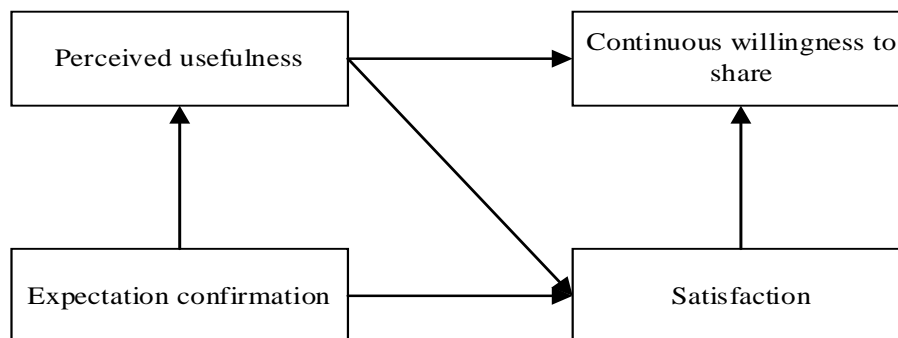 Perceived usefulness
Continuous willingness to
share
Expectation confirmation
Satisfaction